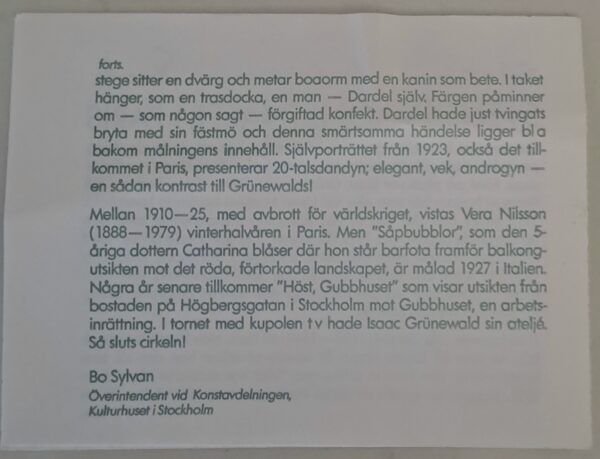 forts.
stege sitter en dvärg och metar boaorm med en kanin som bete. I taket
hänger, som en trasdocka, en man — Dardel själv. Färgen påminner
om — som någon sagt — förgiftad konfekt. Dardel hade just tvingats
bryta med sin fästmö och denna smärtsamma händelse ligger bl a
bakom målningens innehåll. Självporträttet från 1923, också det till-
kommet i Paris, presenterar 20-talsdandyn; elegant, vek, androgyn —
en sådan kontrast till Grünewalds!
Mellan 1910—25, med avbrott för världskriget, vistas Vera Nilsson
(1888—1979) vinterhalvåren i Paris. Men "Såpbubblor", som den 5-
åriga dottern Catharina blåser där hon står barfota framför balkong-
utsikten mot det röda, förtorkade landskapet, är målad 1927 i Italien.
Några år senare tillkommer "Höst, Gubbhuset" som visar utsikten från
bostaden på Högbergsgatan i Stockholm mot Gubbhuset, en arbets-
inrättning. I tornet med kupolen t v hade Isaac Grünewald sin ateljé.
Så sluts cirkeln!
Bo Sylvan
Överintendent vid Konstavdelningen,
Kulturhuset i Stockholm